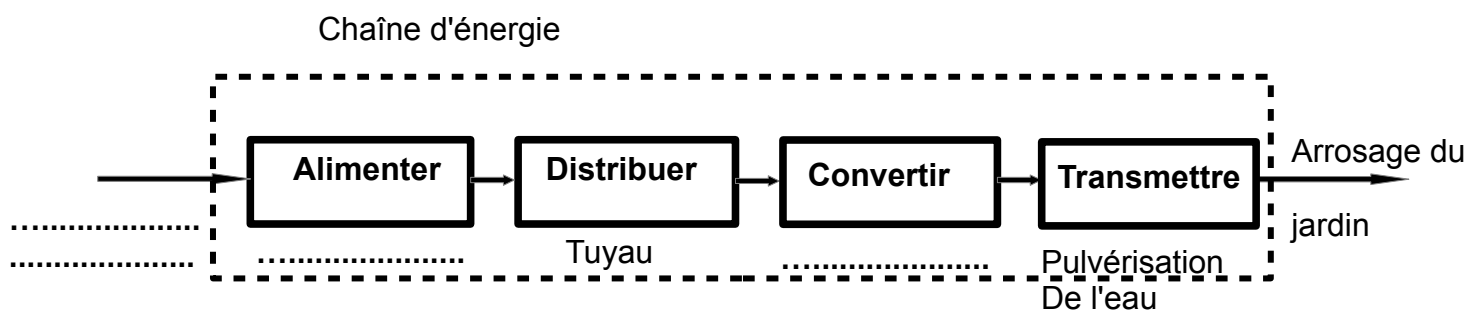 Chaîne d'énergie
Alimenter
Distribuer
Convertir
Transmettre
Arrosage du
jardin
....................
....................
......................
Tuyau
......................
Pulvérisation
De l'eau